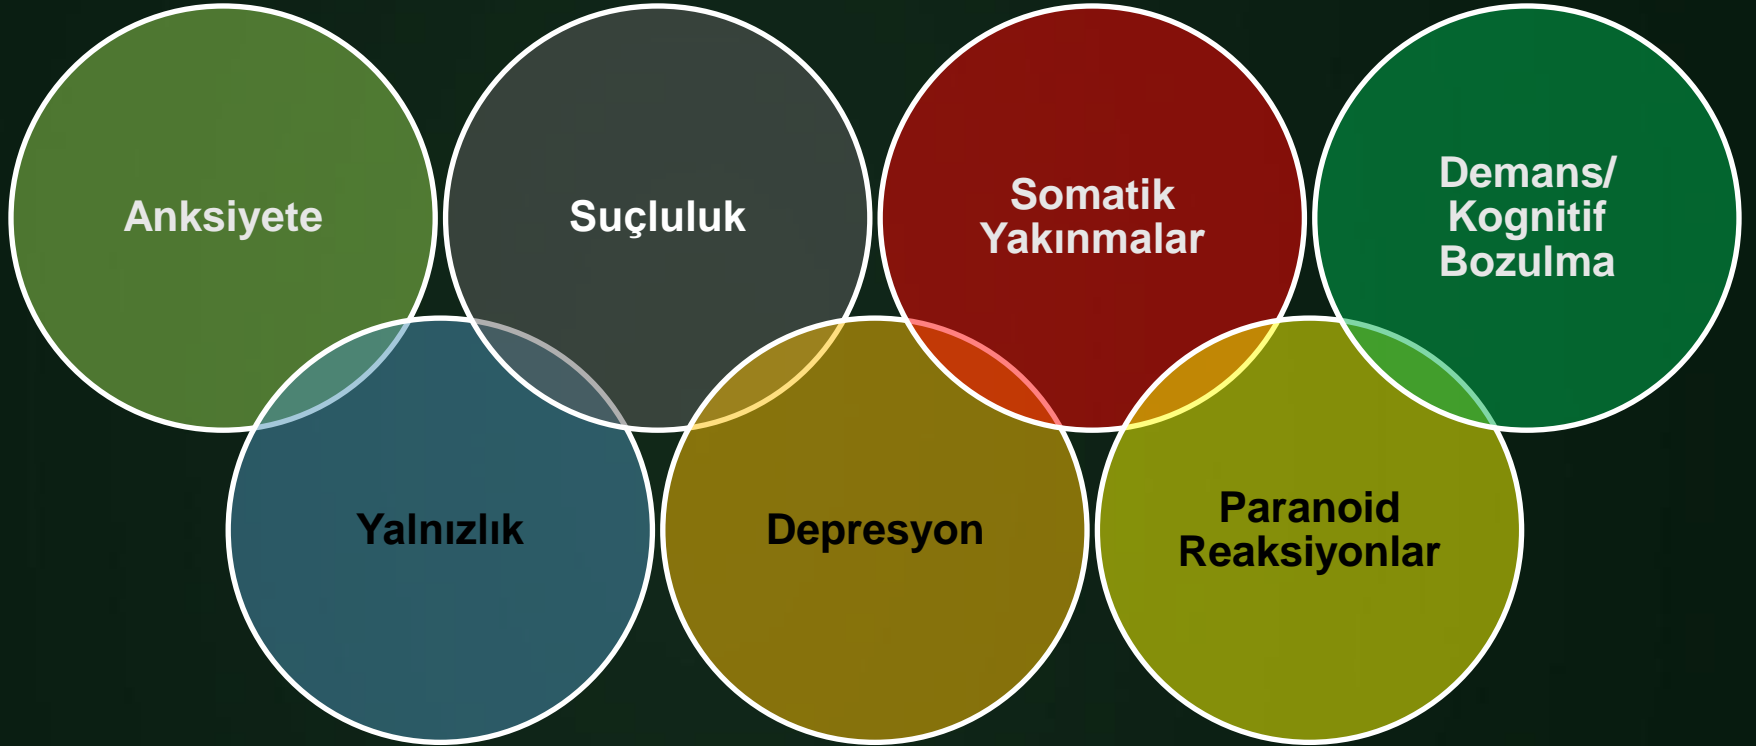 Anksiyete
Suçluluk
Somatik
Yakınmalar
Demans/
Kognitif
Bozulma
Yalnızlık
Depresyon
Paranoid
Reaksiyonlar